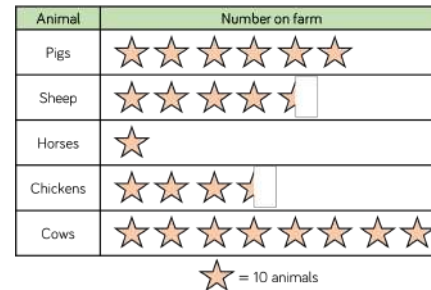 Animal Number on farm
Pigs
Sheep
Horses
Chickens
Cows
= 10 animals